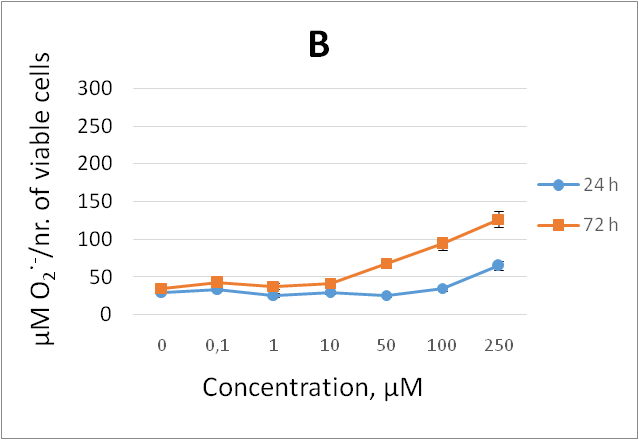 B
µM O₂˙⁻/nr. of viable cells
300
250
200
150
100
50
0
0 0,1 1 10 50 100 250
Concentration, µM
24 h
72 h